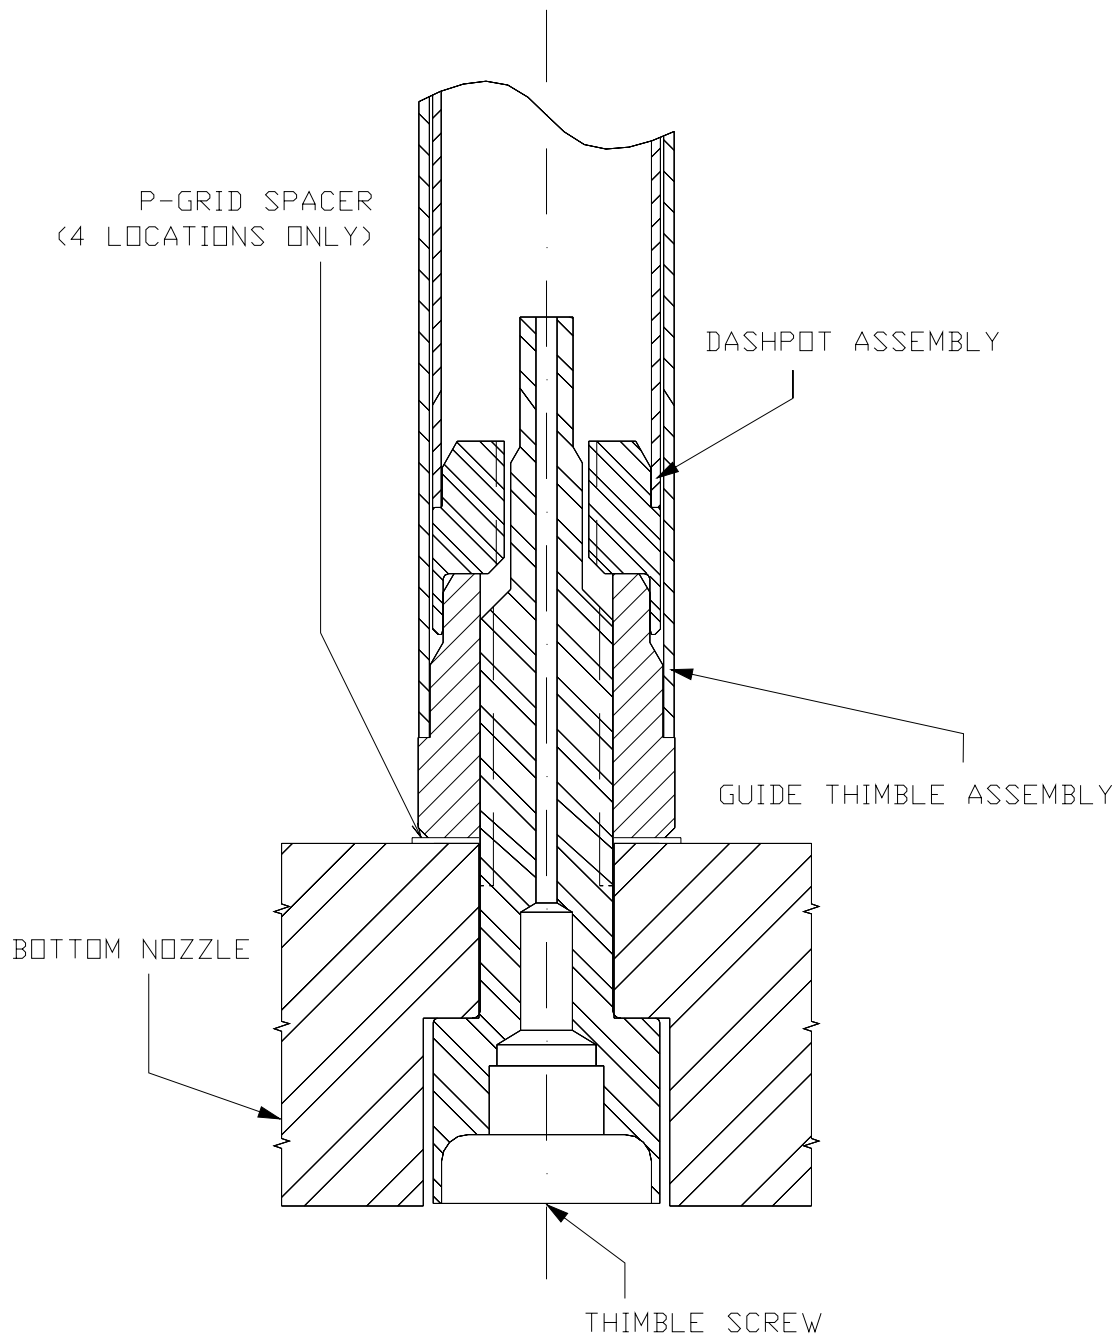 P-GRID SPACER
(4 LOCATIONS ONLY)
DASHPOT ASSEMBLY
GUIDE THIMBLE ASSEMBLY
BOTTOM NOZZLE
THIMBLE SCREW